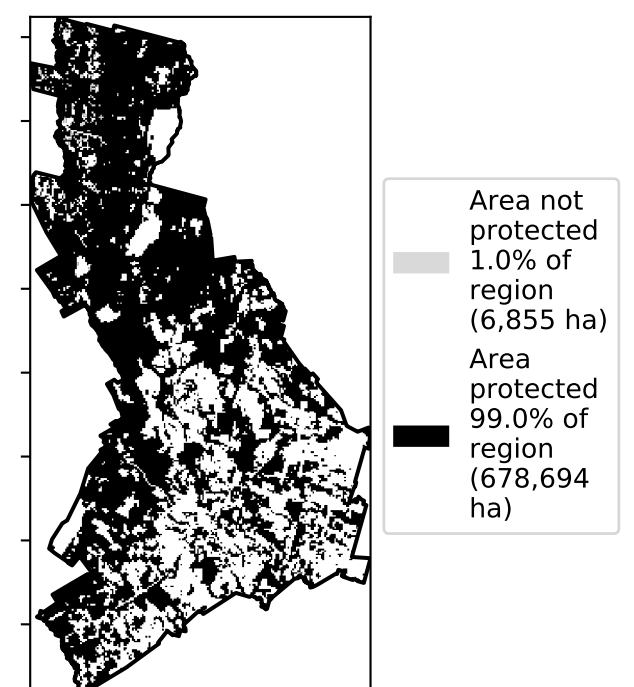 Area not
protected
1.0% of
region
(6,855 ha)
Area
protected
99.0% of
region
(678,694
ha)